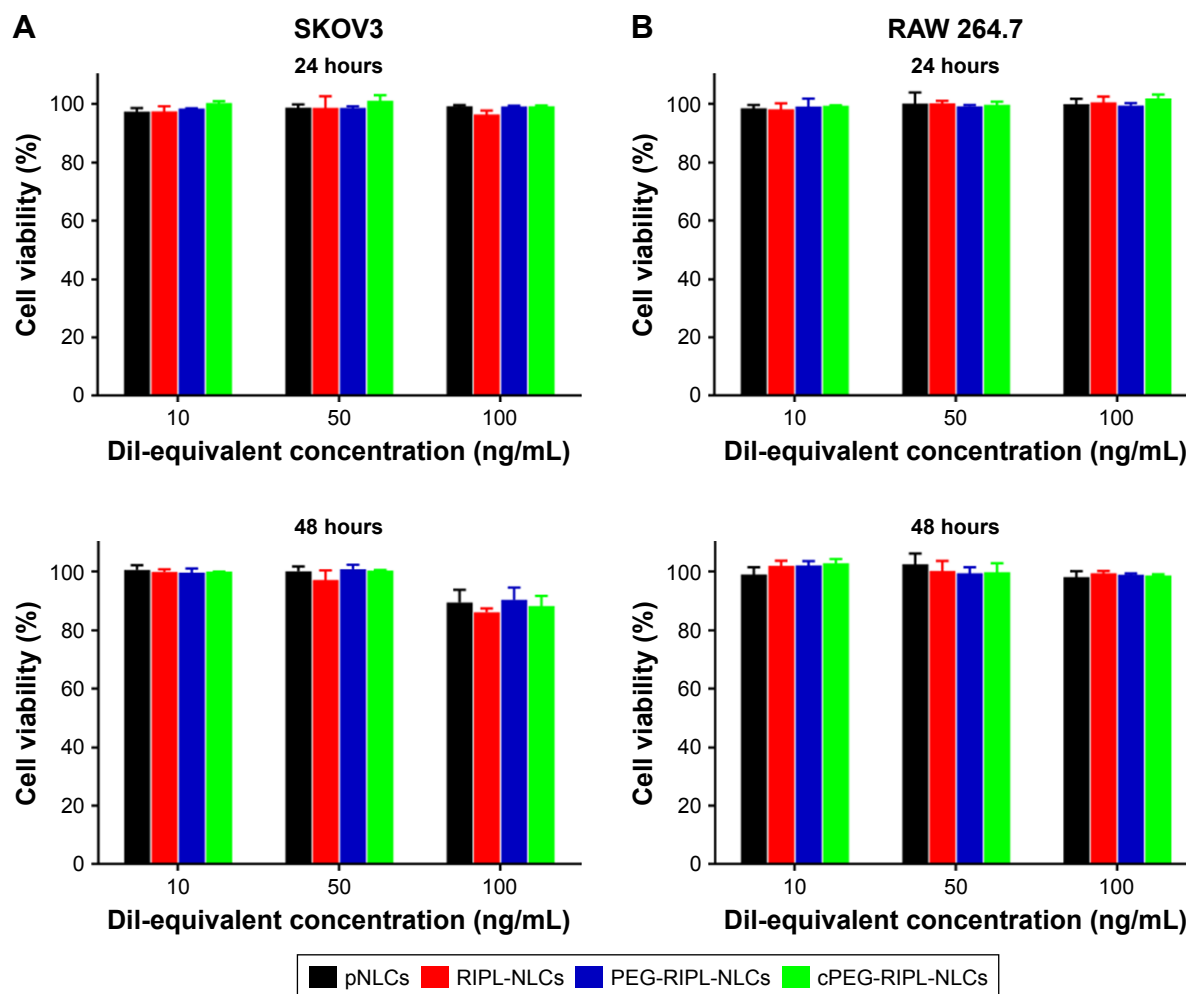 A
SKOV3
24 hours
Cell viability (%)
100
80
60
40
20
0
10
50
100
Dil-equivalent concentration (ng/mL)
48 hours
Cell viability (%)
100
80
60
40
20
0
10
50
100
Dil-equivalent concentration (ng/mL)
B
RAW 264.7
24 hours
Cell viability (%)
100
80
60
40
20
0
10
50
100
Dil-equivalent concentration (ng/mL)
48 hours
Cell viability (%)
100
80
60
40
20
0
10
50
100
Dil-equivalent concentration (ng/mL)
pNLCs RIPL-NLCs PEG-RIPL-NLCs cPEG-RIPL-NLCs